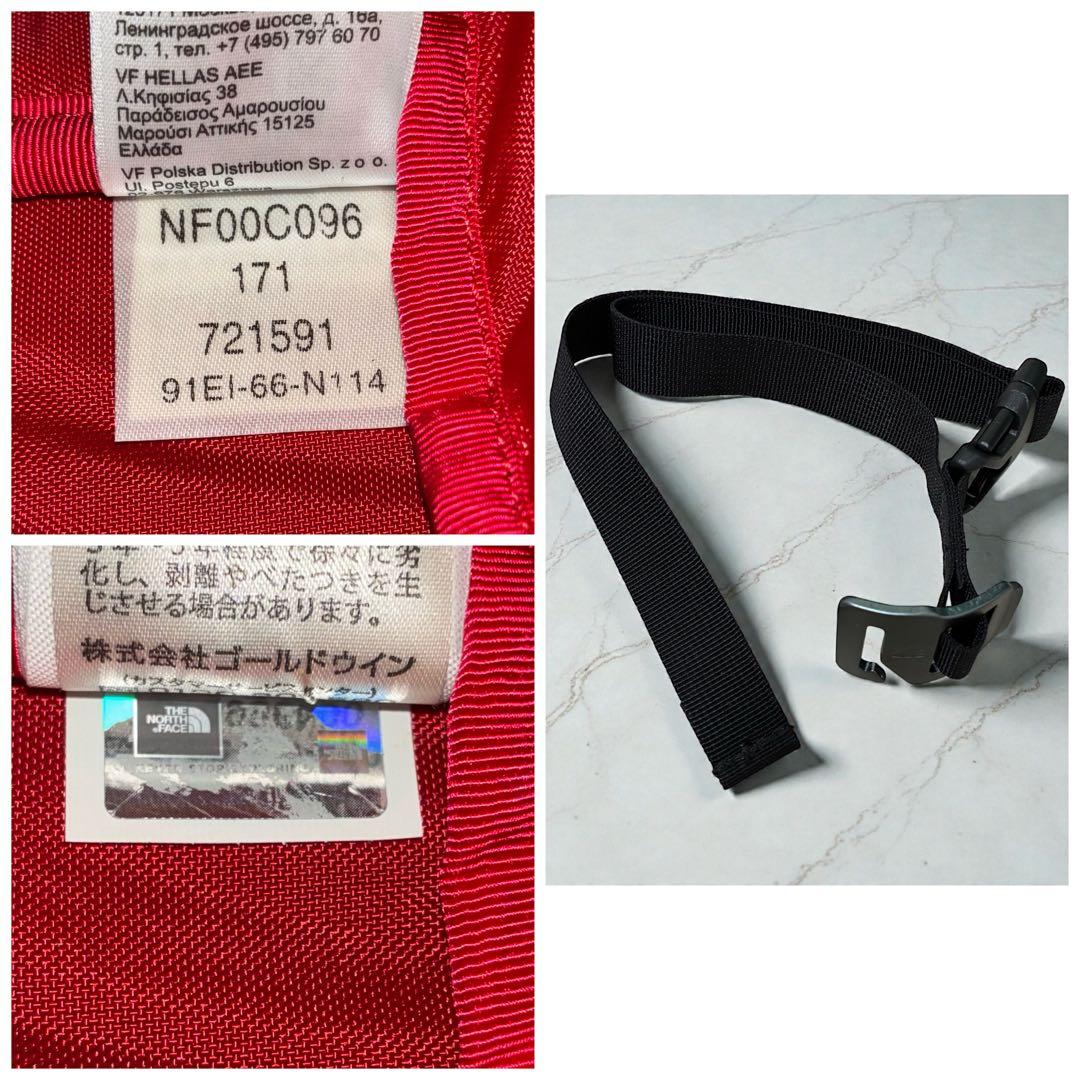 Ленинградское шоссе, д. 16а,
стр. 1, тел. +7 (495) 797 60 70
VF HELLAS AEE
Λ.Κηφισίας 38
Παράδεισος Αμαρουσίου
Μαρούσι Αττικής 15125
Ελλάδα
VF Polska Distribution Sp. z o o.
Ul. Postępu 6
NF00C096
171
721591
91EI-66-N114
化し、剥離やべたつきを生
じさせる場合があります。
株式会社ゴールドウイン
THE
NORTH
FACE